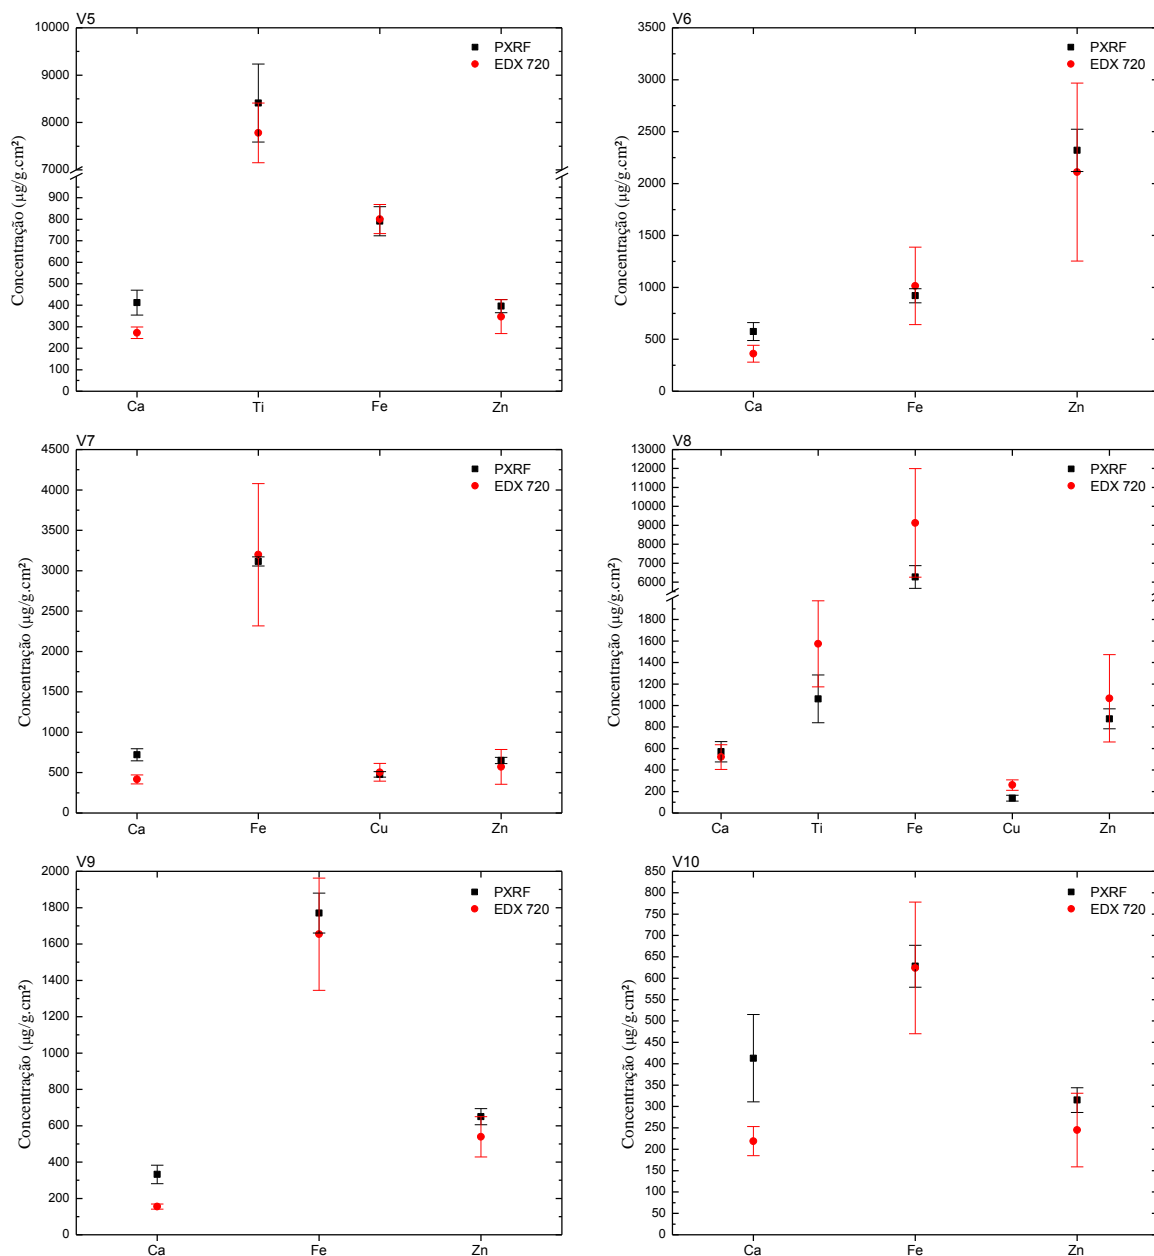 V5
PXRF
EDX 720
Concentração (µg/g.cm²)
10000
9000
8000
7000
900
800
700
600
500
400
300
200
100
0
Ca Ti Fe Zn
V6
PXRF
EDX 720
Concentração (µg/g.cm²)
3500
3000
2500
2000
1500
1000
500
0
Ca Fe Zn
V7
PXRF
EDX 720
Concentração (µg/g.cm²)
4500
4000
3500
3000
2500
2000
1500
1000
500
0
Ca Fe Cu Zn
V8
PXRF
EDX 720
Concentração (µg/g.cm²)
13000
12000
11000
10000
9000
8000
7000
6000
1800
1600
1400
1200
1000
800
600
400
200
Ca Ti Fe Cu Zn
V9
PXRF
EDX 720
Concentração (µg/g.cm²)
2000
1800
1600
1400
1200
1000
800
600
400
200
0
Ca Fe Zn
V10
PXRF
EDX 720
Concentração (µg/g.cm²)
850
800
750
700
650
600
550
500
450
400
350
300
250
200
150
100
50
0
Ca Fe Zn